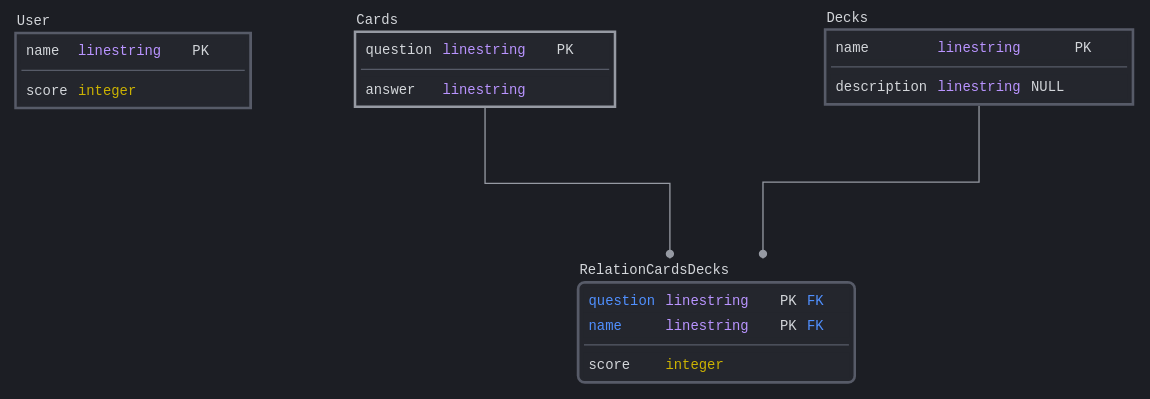 User
name linestring PK
score integer
Cards
question linestring PK
answer linestring
Decks
name linestring PK
description linestring NULL
RelationCardsDecks
question linestring PK FK
name linestring PK FK
score integer